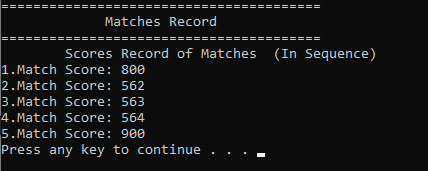 ========================================
Matches Record
========================================
Scores Record of Matches  (In Sequence)
1.Match Score: 800
2.Match Score: 562
3.Match Score: 563
4.Match Score: 564
5.Match Score: 900
Press any key to continue . . .